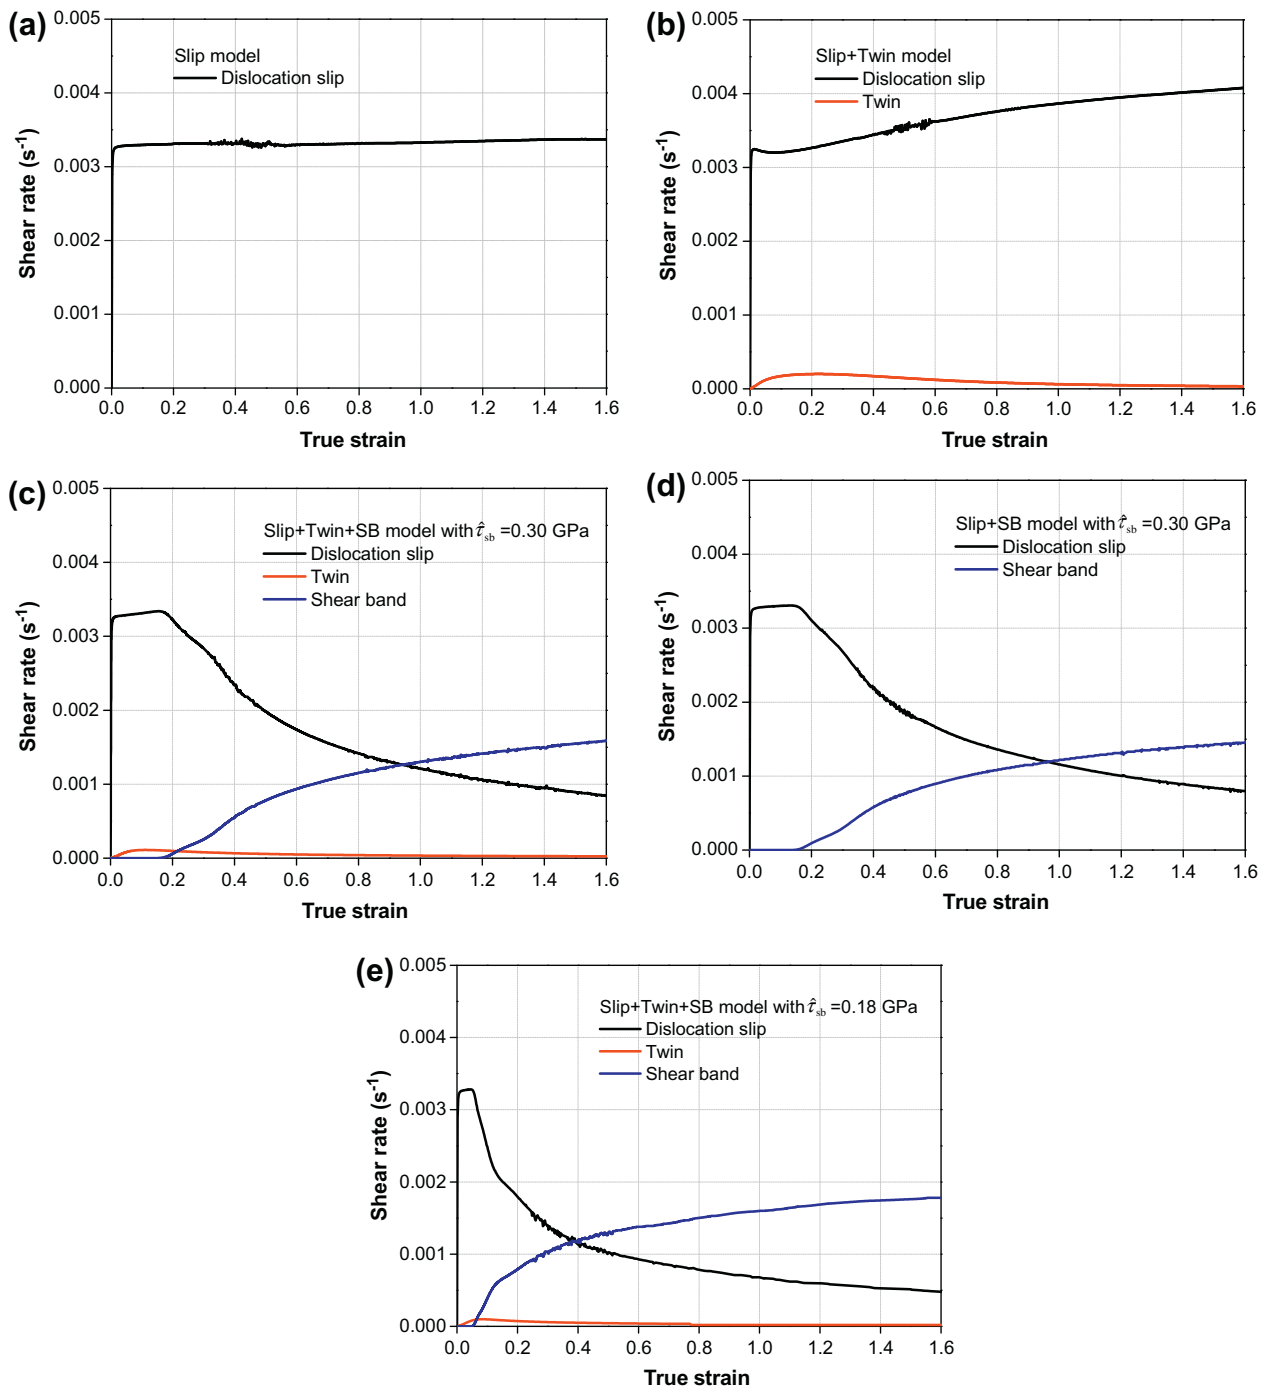 (a)
0.005
0.004
0.003
0.002
0.001
0.000
Shear rate (s⁻¹)
Slip model
Dislocation slip
0.0 0.2 0.4 0.6 0.8 1.0 1.2 1.4 1.6
True strain
(b)
0.005
0.004
0.003
0.002
0.001
0.000
Shear rate (s⁻¹)
Slip+Twin model
Dislocation slip
Twin
0.0 0.2 0.4 0.6 0.8 1.0 1.2 1.4 1.6
True strain
(c)
0.005
0.004
0.003
0.002
0.001
0.000
Shear rate (s⁻¹)
Slip+Twin+SB model with τ̂sb =0.30 GPa
Dislocation slip
Twin
Shear band
0.0 0.2 0.4 0.6 0.8 1.0 1.2 1.4 1.6
True strain
(d)
0.005
0.004
0.003
0.002
0.001
0.000
Shear rate (s⁻¹)
Slip+SB model with τ̂sb =0.30 GPa
Dislocation slip
Shear band
0.0 0.2 0.4 0.6 0.8 1.0 1.2 1.4 1.6
True strain
(e)
0.005
0.004
0.003
0.002
0.001
0.000
Shear rate (s⁻¹)
Slip+Twin+SB model with τ̂sb =0.18 GPa
Dislocation slip
Twin
Shear band
0.0 0.2 0.4 0.6 0.8 1.0 1.2 1.4 1.6
True strain